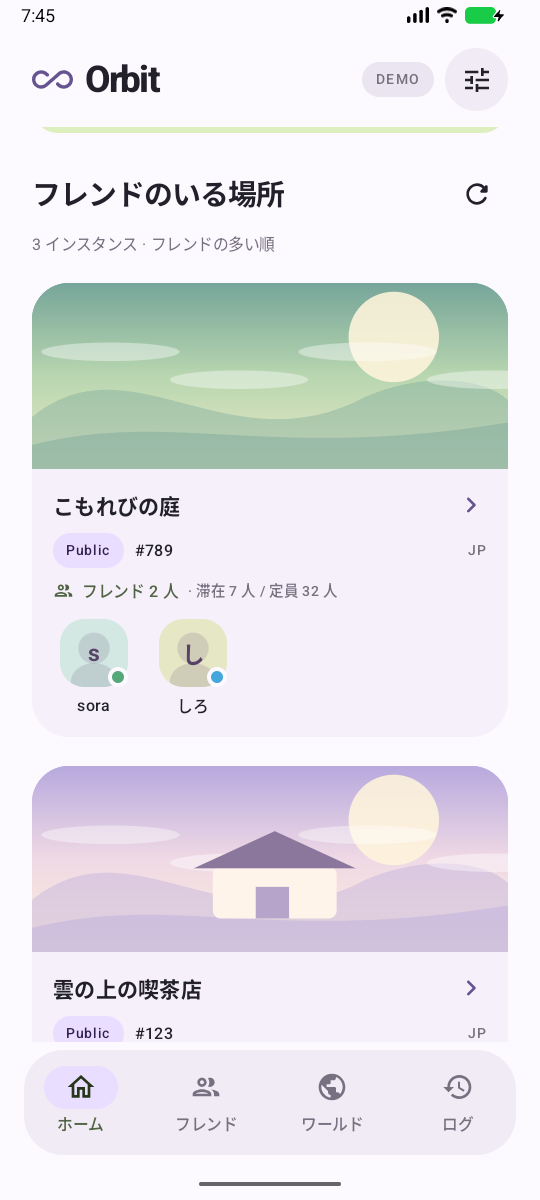 7:45
Orbit
DEMO
フレンドのいる場所
3 インスタンス · フレンドの多い順
こもれびの庭
Public #789 JP
フレンド 2 人 · 滞在 7 人 / 定員 32 人
s し
sora しろ
雲の上の喫茶店
Public #123 JP
ホーム フレンド ワールド ログ